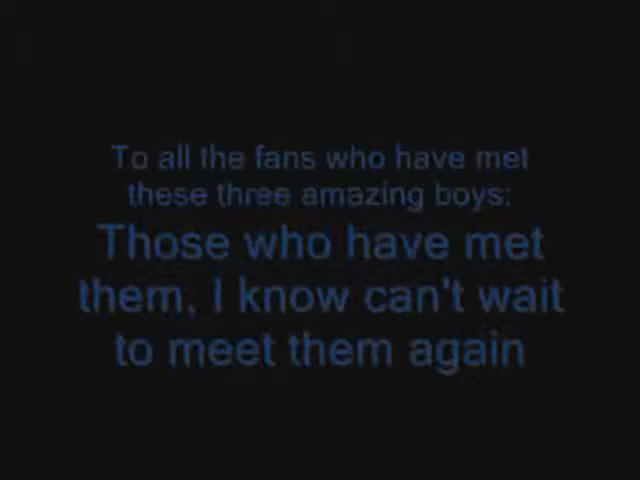 To all the fans who have met
these three amazing boys:
Those who have met
them, I know can't wait
to meet them again